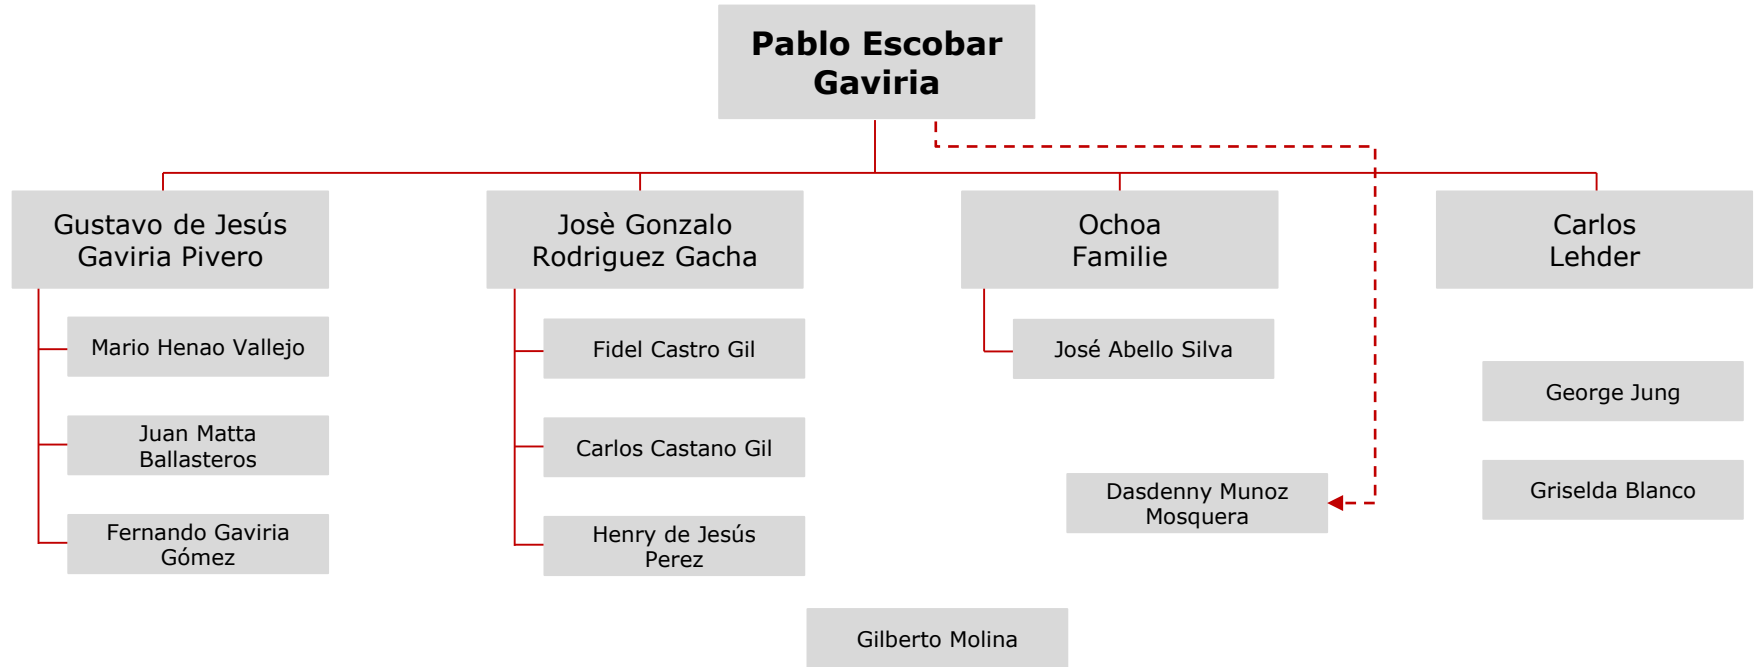 Pablo Escobar
Gaviria
Gustavo de Jesús
Gaviria Pivero
Josè Gonzalo
Rodriguez Gacha
Ochoa
Familie
Carlos
Lehder
Mario Henao Vallejo
Juan Matta
Ballasteros
Fernando Gaviria
Gómez
Fidel Castro Gil
Carlos Castano Gil
Henry de Jesús
Perez
José Abello Silva
Dasdenny Munoz
Mosquera
George Jung
Griselda Blanco
Gilberto Molina